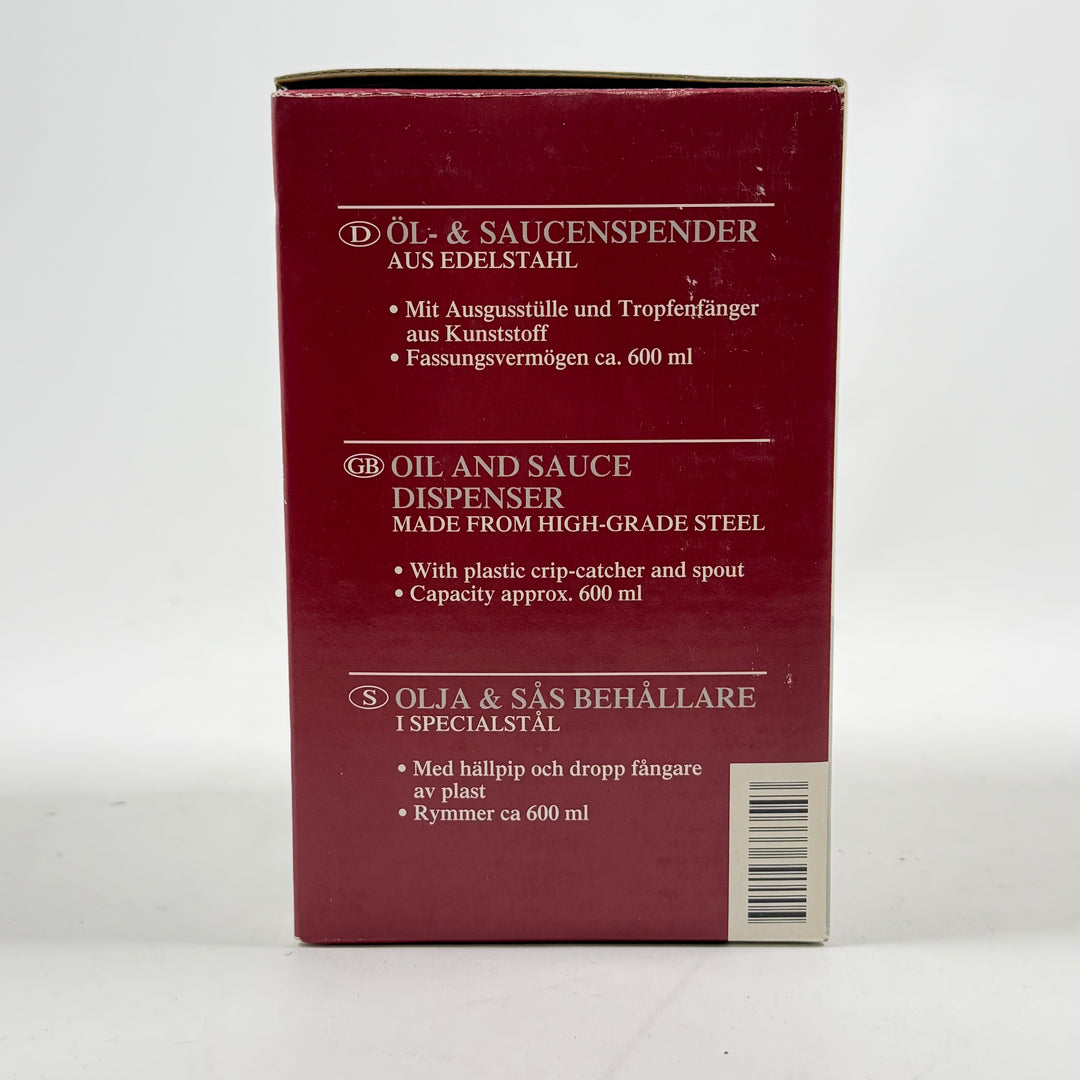 D ÖL- & SAUCENSPENDER
AUS EDELSTAHL
• Mit Ausgusstülle und Tropfenfänger
aus Kunststoff
• Fassungsvermögen ca. 600 ml
GB OIL AND SAUCE
DISPENSER
MADE FROM HIGH-GRADE STEEL
• With plastic crip-catcher and spout
• Capacity approx. 600 ml
S OLJA & SÅS BEHÅLLARE
I SPECIALSTÅL
• Med hällpip och dropp fångare
av plast
• Rymmer ca 600 ml